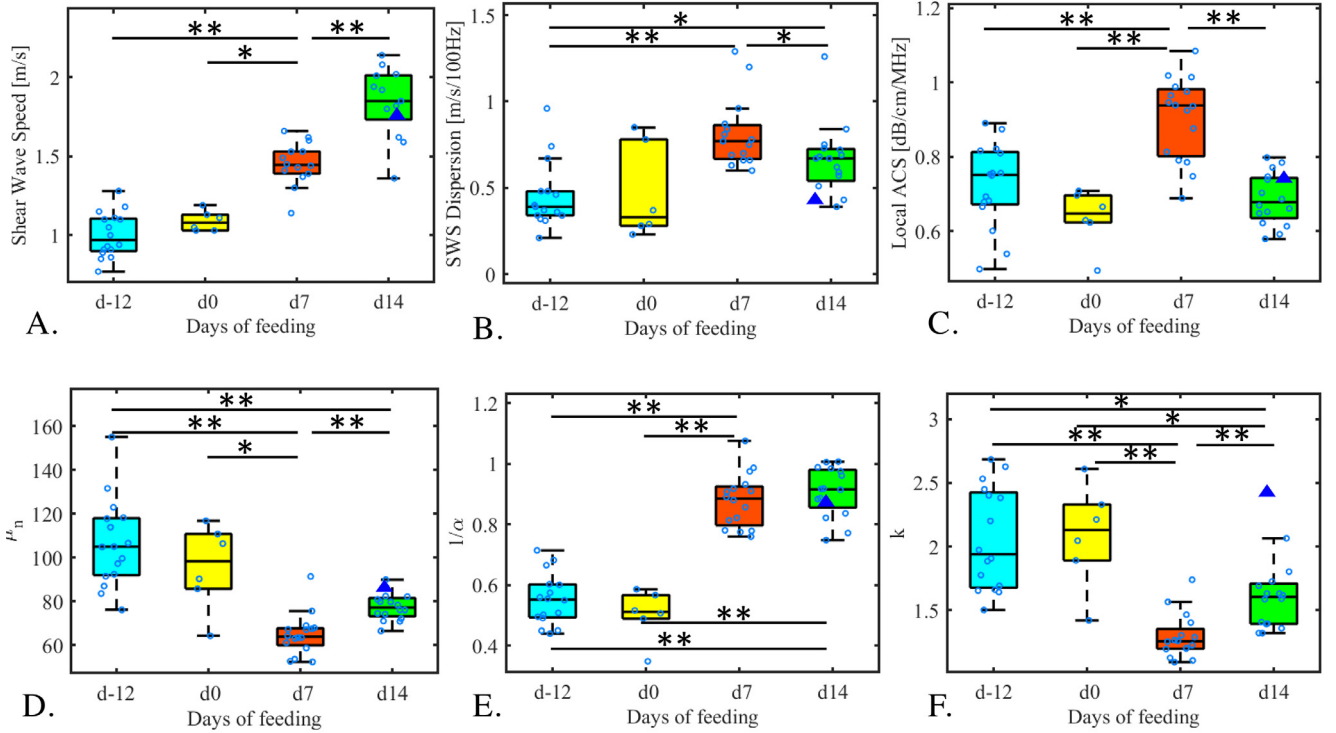 A.
Shear Wave Speed [m/s]
2
1.5
1
** ** *
d-12 d0 d7 d14
Days of feeding
B.
SWS Dispersion [m/s/100Hz]
1.5
1
0.5
0
* ** *
d-12 d0 d7 d14
Days of feeding
C.
Local ACS [dB/cm/MHz]
1.2
1
0.8
0.6
** ** **
d-12 d0 d7 d14
Days of feeding
D.
μn
160
140
120
100
80
60
** ** ** *
d-12 d0 d7 d14
Days of feeding
E.
1/α
1.2
1
0.8
0.6
0.4
** ** ** **
d-12 d0 d7 d14
Days of feeding
F.
k
3
2.5
2
1.5
* * ** ** **
d-12 d0 d7 d14
Days of feeding